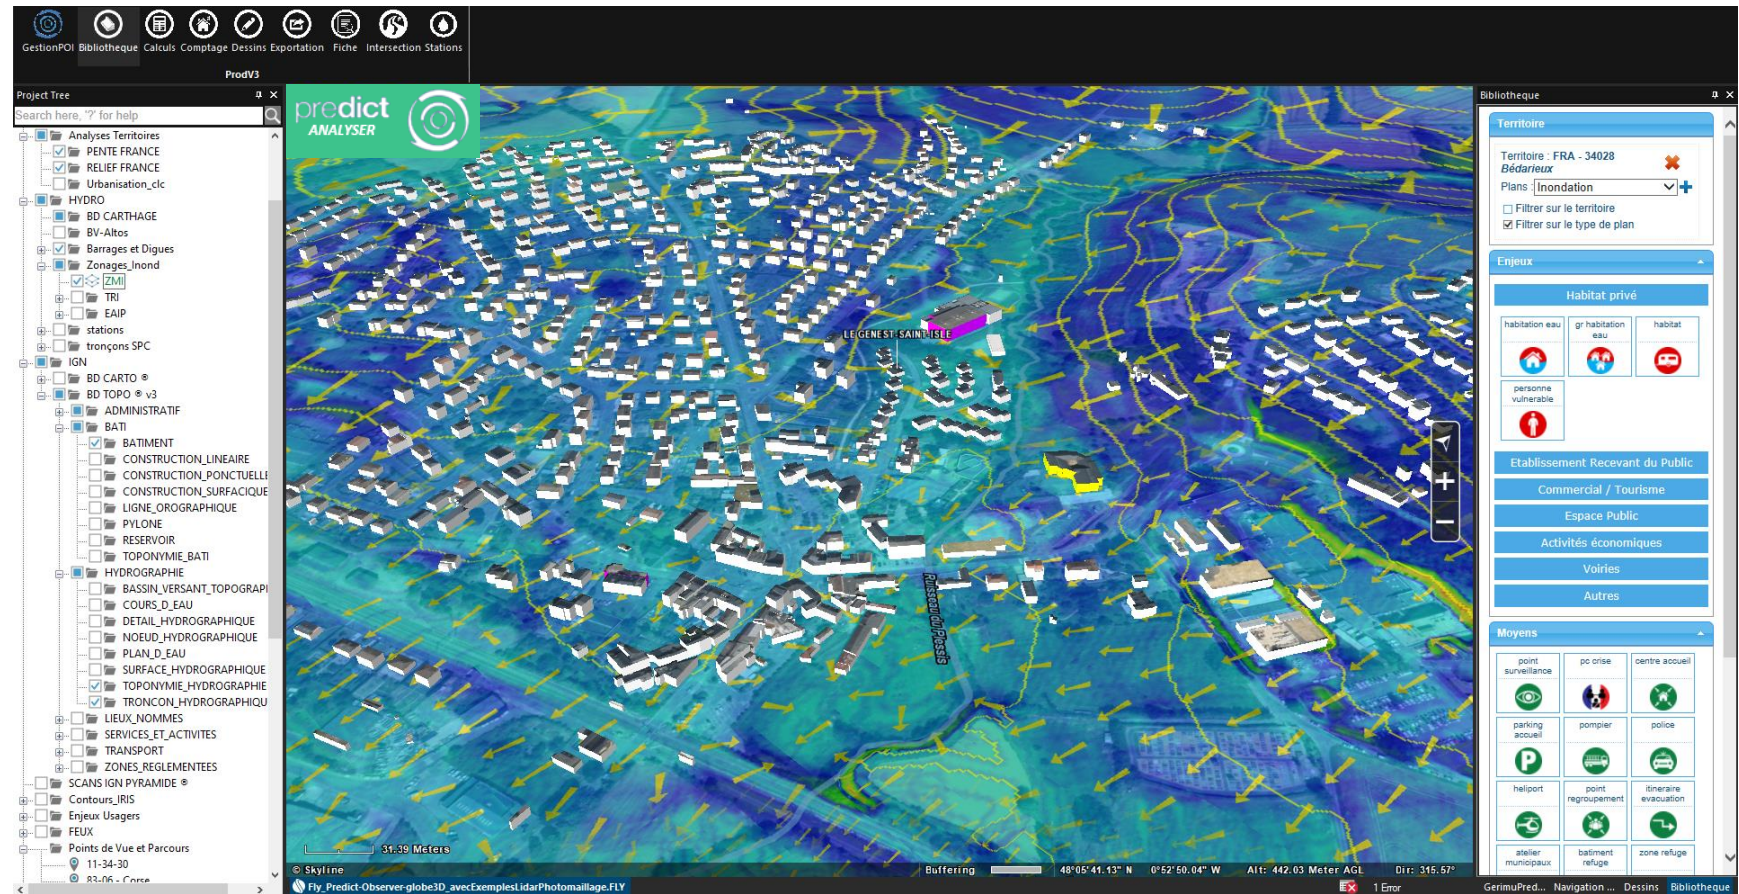 GestionPOI Bibliotheque Calculs Comptage Dessins Exportation Fiche Intersection Stations
ProdV3
Project Tree
Search here, '?' for help
Analyses Territoires
PENTE FRANCE
RELIEF FRANCE
Urbanisation_clc
HYDRO
BD CARTHAGE
BV-Altos
Barrages et Digues
Zonages_Inond
ZMI
TRI
EAIP
stations
tronçons SPC
IGN
BD CARTO ®
BD TOPO ® v3
ADMINISTRATIF
BATI
BATIMENT
CONSTRUCTION_LINEAIRE
CONSTRUCTION_PONCTUELLE
CONSTRUCTION_SURFACIQUE
LIGNE_OROGRAPHIQUE
PYLONE
RESERVOIR
TOPONYMIE_BATI
HYDROGRAPHIE
BASSIN_VERSANT_TOPOGRAPI
COURS_D_EAU
DETAIL_HYDROGRAPHIQUE
NOEUD_HYDROGRAPHIQUE
PLAN_D_EAU
SURFACE_HYDROGRAPHIQUE
TOPONYMIE_HYDROGRAPHIE
TRONCON_HYDROGRAPHIQU
LIEUX_NOMMES
SERVICES_ET_ACTIVITES
TRANSPORT
ZONES_REGLEMENTEES
SCANS IGN PYRAMIDE ®
Contours_IRIS
Enjeux Usagers
FEUX
Points de Vue et Parcours
11-34-30
83-06 - Corse
predict
ANALYSER
LE GENEST-SAINT-ISLE
Ruisseau du Plessis
31.39 Meters
© Skyline
Buffering
48°05'41.13" N 0°52'50.04" W Alt: 442.03 Meter AGL Dir: 315.57°
Fly_Predict-Observer-globe3D_avecExemplesLidarPhotomaillage.FLY
1 Error
Bibliotheque
Territoire
Territoire : FRA - 34028
Bédarieux
Plans : Inondation
Filtrer sur le territoire
Filtrer sur le type de plan
Enjeux
Habitat privé
habitation eau
gr habitation
eau
habitat
personne
vulnerable
Etablissement Recevant du Public
Commercial / Tourisme
Espace Public
Activités économiques
Voiries
Autres
Moyens
point
surveillance
pc crise
centre accueil
parking
accueil
pompier
police
heliport
point
regroupement
itineraire
evacuation
atelier
municipaux
batiment
refuge
zone refuge
GerimuPred... Navigation ... Dessins Bibliotheque